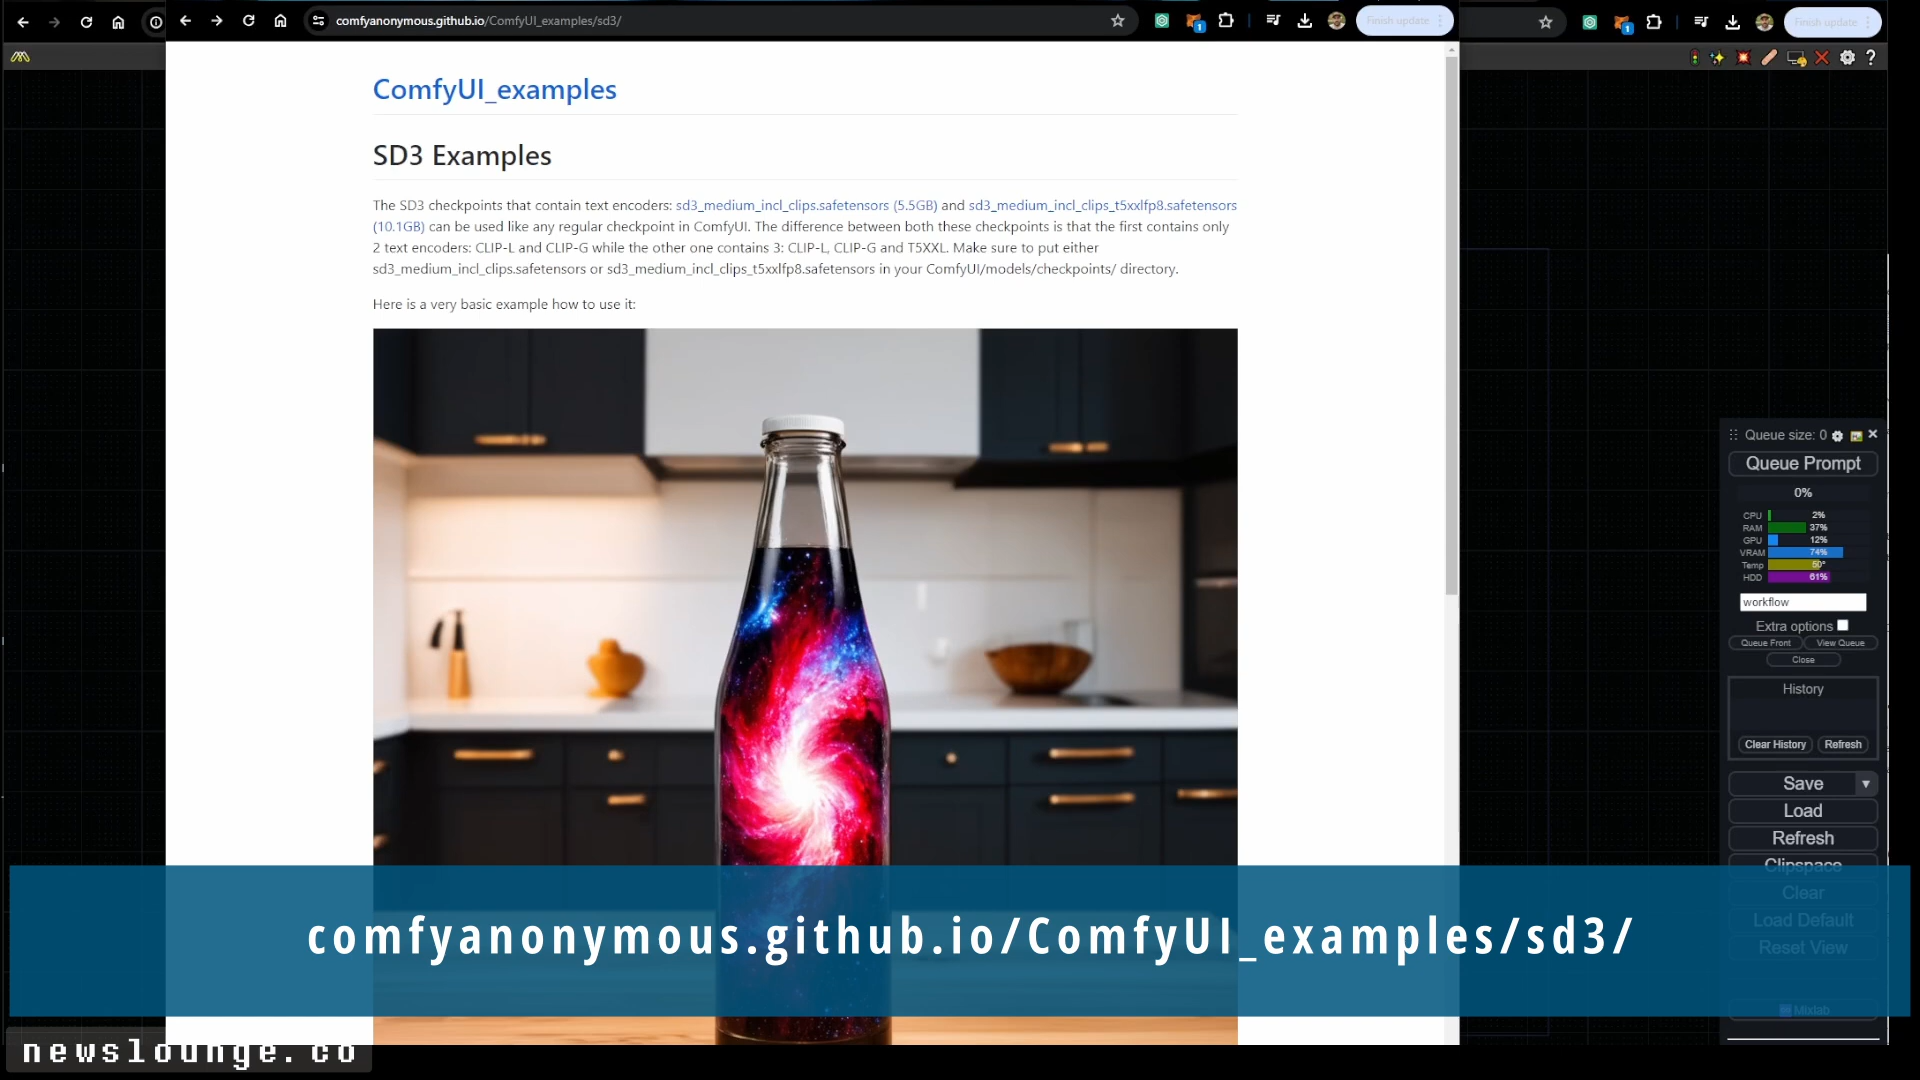 comfyanonymous.github.io/ComfyUI_examples/sd3/
Finish update
Finish update
ComfyUI_examples
SD3 Examples
The SD3 checkpoints that contain text encoders: sd3_medium_incl_clips.safetensors (5.5GB) and sd3_medium_incl_clips_t5xxlfp8.safetensors
(10.1GB) can be used like any regular checkpoint in ComfyUI. The difference between both these checkpoints is that the first contains only
2 text encoders: CLIP-L and CLIP-G while the other one contains 3: CLIP-L, CLIP-G and T5XXL. Make sure to put either
sd3_medium_incl_clips.safetensors or sd3_medium_incl_clips_t5xxlfp8.safetensors in your ComfyUI/models/checkpoints/ directory.
Here is a very basic example how to use it:
Queue size: 0
Queue Prompt
0%
CPU 2%
RAM 37%
GPU 12%
VRAM 74%
Temp 50°
HDD 61%
workflow
Extra options
Queue Front View Queue
Close
History
Clear History Refresh
Save
Load
Refresh
Clipspace
Clear
Load Default
Reset View
Mixlab
comfyanonymous.github.io/ComfyUI_examples/sd3/
newslounge.co